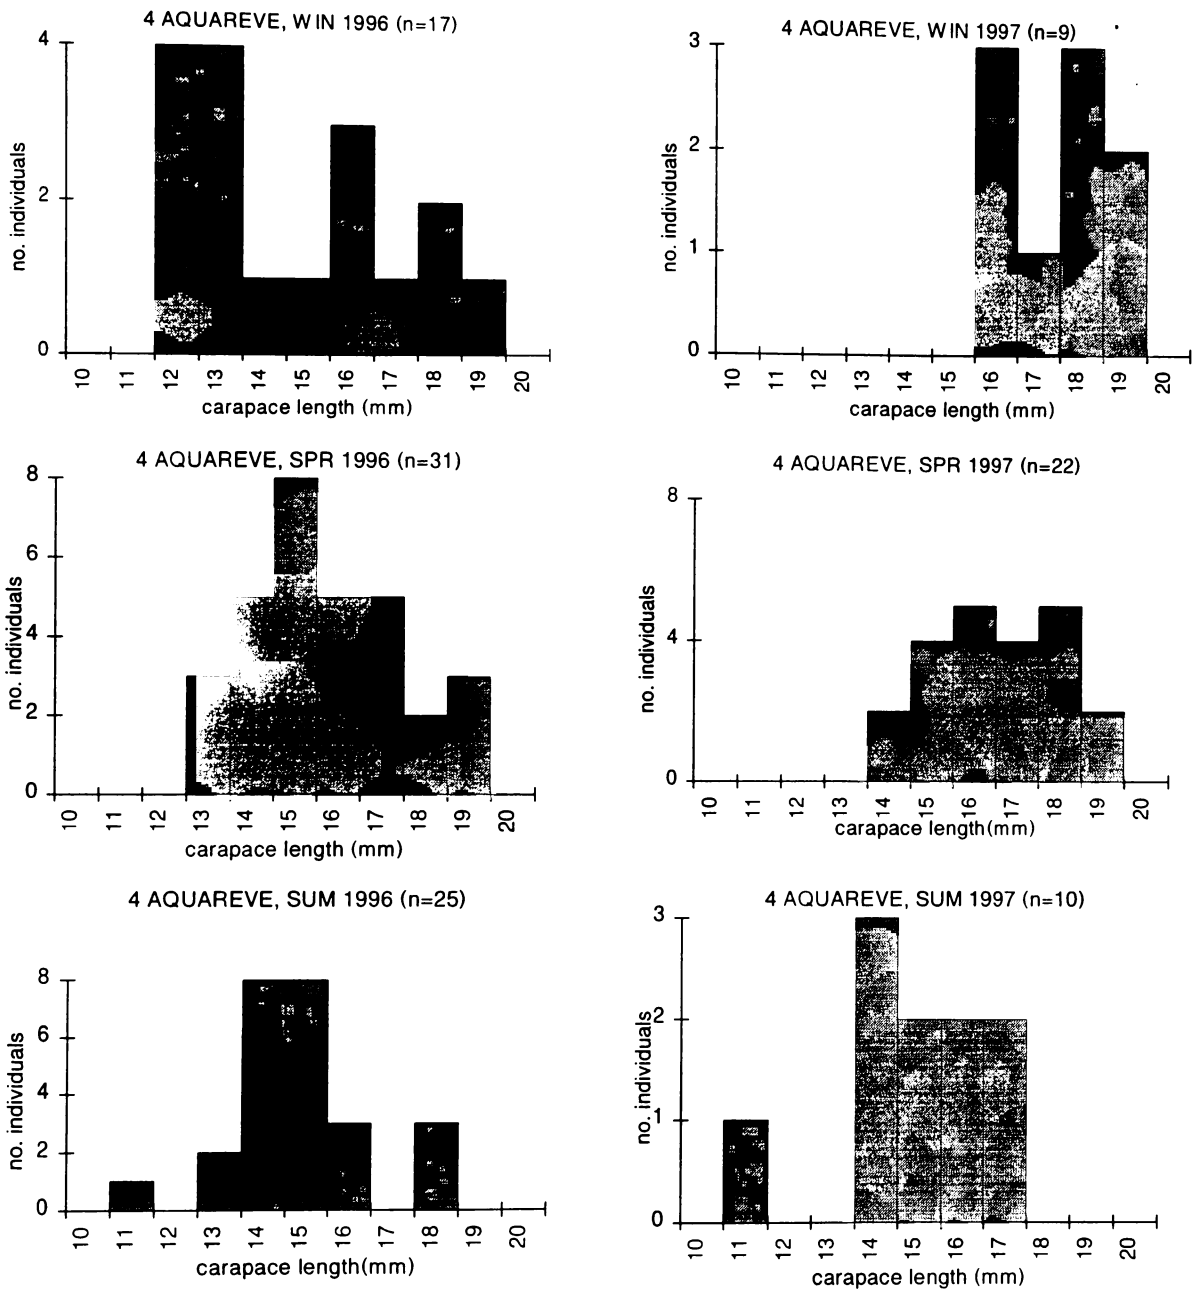 4 AQUAREVE, WIN 1996 (n=17)
4
2
0
no. individuals
10 11 12 13 14 15 16 17 18 19 20
carapace length (mm)
4 AQUAREVE, WIN 1997 (n=9)
3
2
1
0
no. individuals
10 11 12 13 14 15 16 17 18 19 20
carapace length (mm)
4 AQUAREVE, SPR 1996 (n=31)
8
6
4
2
0
no. individuals
10 11 12 13 14 15 16 17 18 19 20
carapace length (mm)
4 AQUAREVE, SPR 1997 (n=22)
8
4
0
no. individuals
10 11 12 13 14 15 16 17 18 19 20
carapace length(mm)
4 AQUAREVE, SUM 1996 (n=25)
8
6
4
2
0
no. individuals
10 11 12 13 14 15 16 17 18 19 20
carapace length(mm)
4 AQUAREVE, SUM 1997 (n=10)
3
2
1
0
no. individuals
10 11 12 13 14 15 16 17 18 19 20
carapace length (mm)